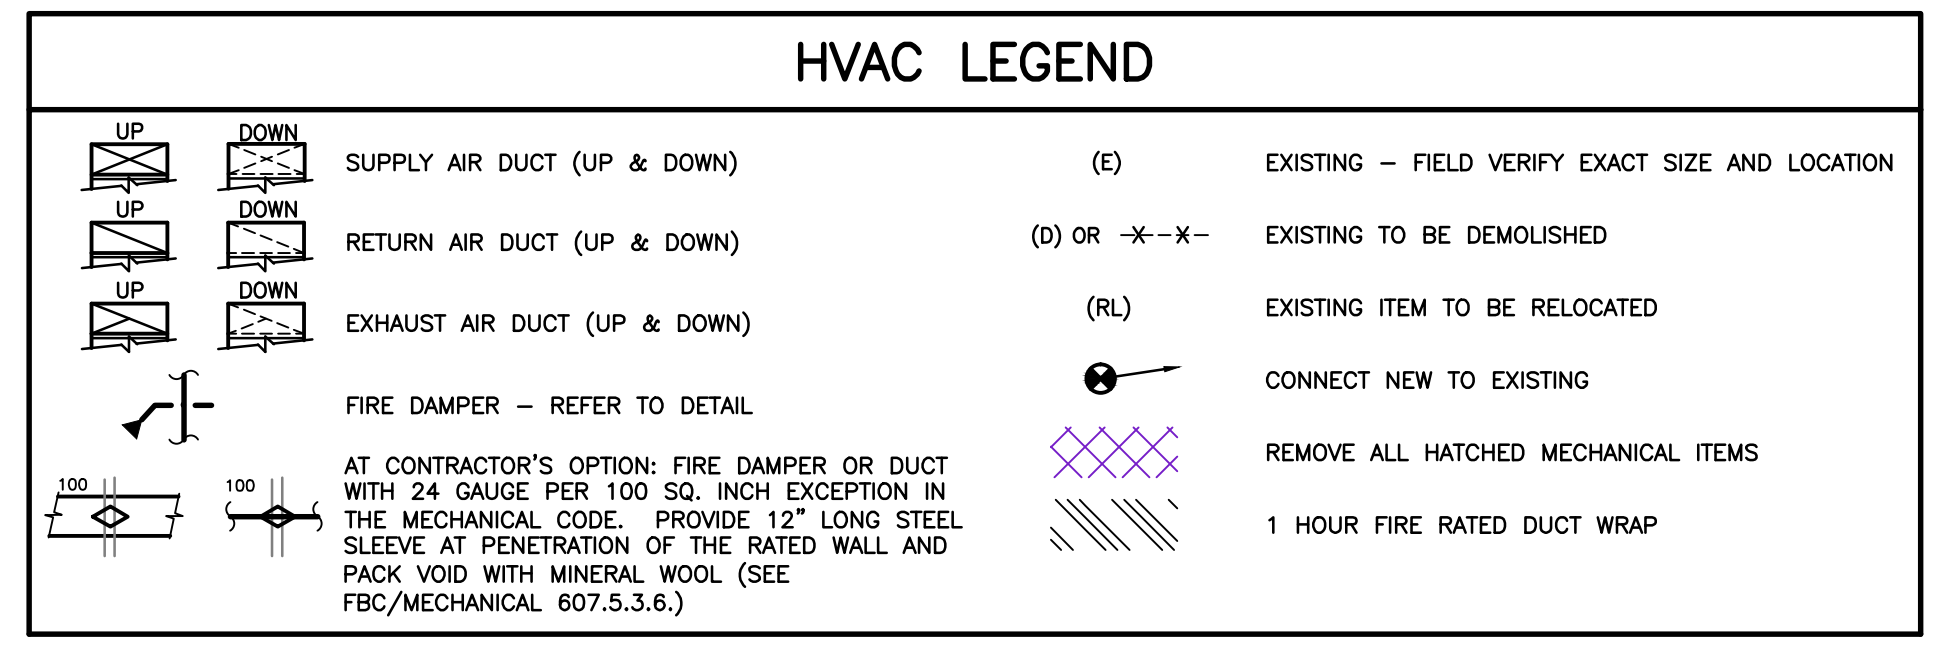 HVAC LEGEND
UP DOWN
SUPPLY AIR DUCT (UP & DOWN)
UP DOWN
RETURN AIR DUCT (UP & DOWN)
UP DOWN
EXHAUST AIR DUCT (UP & DOWN)
FIRE DAMPER – REFER TO DETAIL
100 100
AT CONTRACTOR'S OPTION: FIRE DAMPER OR DUCT
WITH 24 GAUGE PER 100 SQ. INCH EXCEPTION IN
THE MECHANICAL CODE. PROVIDE 12" LONG STEEL
SLEEVE AT PENETRATION OF THE RATED WALL AND
PACK VOID WITH MINERAL WOOL (SEE
FBC/MECHANICAL 607.5.3.6.)
(E) EXISTING – FIELD VERIFY EXACT SIZE AND LOCATION
(D) OR EXISTING TO BE DEMOLISHED
(RL) EXISTING ITEM TO BE RELOCATED
CONNECT NEW TO EXISTING
REMOVE ALL HATCHED MECHANICAL ITEMS
1 HOUR FIRE RATED DUCT WRAP